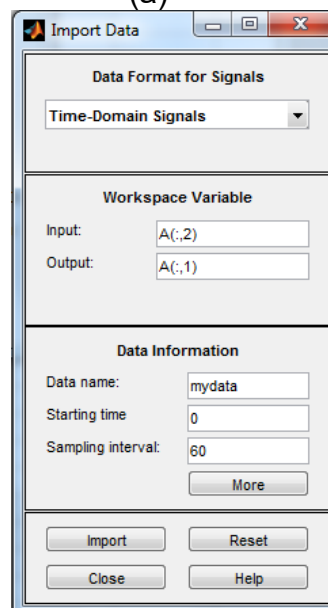 (a)
Import Data
Data Format for Signals
Time-Domain Signals
Workspace Variable
Input: A(:,2)
Output: A(:,1)
Data Information
Data name: mydata
Starting time 0
Sampling interval: 60
More
Import Reset
Close Help